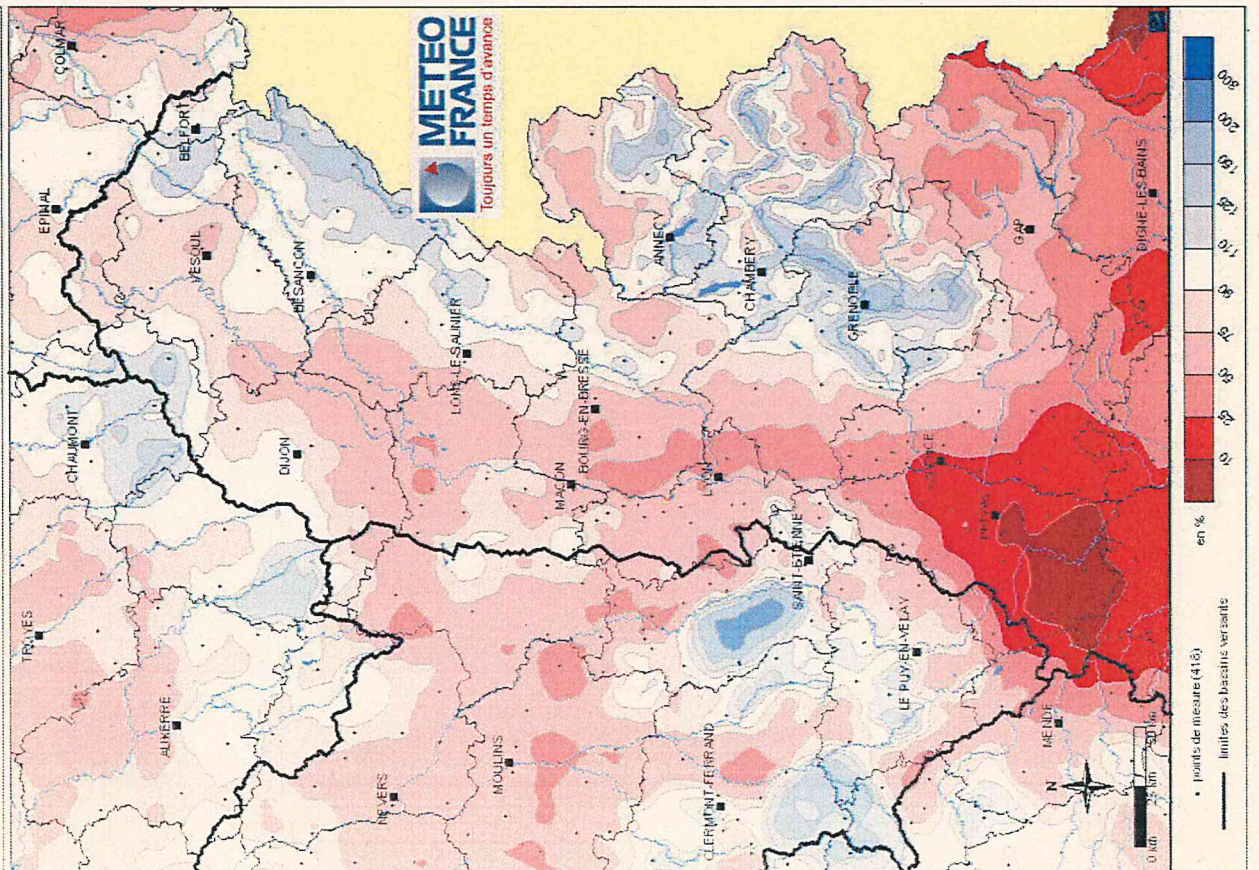 COLMAR
EPINAL
TROYES
CHAUMONT
BELFORT
AUXERRE
VESOUL
DIJON
BESANCON
NEVERS
LONS-LE-SAUNIER
MOULINS
MACON
BOURG-EN-BRESSE
METEO
FRANCE
Toujours un temps d'avance
ANNECY
CLERMONT-FERRAND
LYON
CHAMBERY
SAINT-ETIENNE
GRENOBLE
LE PUY-EN-VELAY
VALENCE
PRIVAS
GAP
MENDE
DIGNE-LES-BAINS
N
0 km 25 km 50 km
points de mesure (418)
limites des bassins versants
en %
10 25 50 75 90 110 125 150 200 800